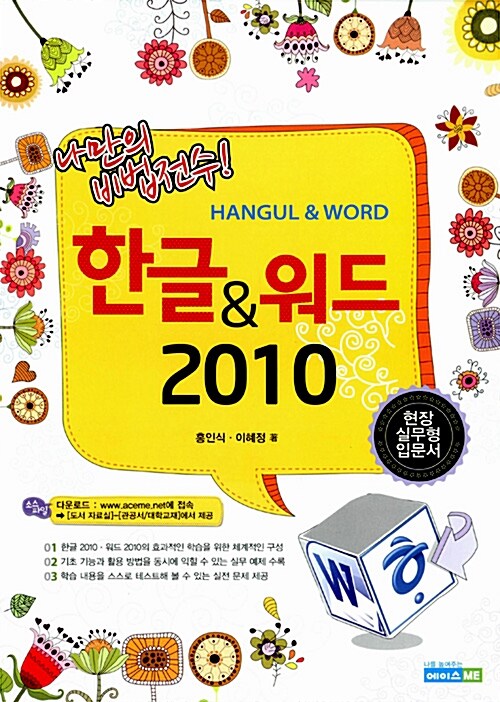 나만의
비법전수!
HANGUL & WORD
한글&워드
2010
홍인식 · 이혜정 著
현장
실무형
입문서
소스
파일
다운로드 : www.aceme.net에 접속
➡ [도서 자료실]-[관공서/대학교재]에서 제공
01 한글 2010 · 워드 2010의 효과적인 학습을 위한 체계적인 구성
02 기초 기능과 활용 방법을 동시에 익힐 수 있는 실무 예제 수록
03 학습 내용을 스스로 테스트해 볼 수 있는 실전 문제 제공
W
ㅎ
나를 높여주는
에이스 ME